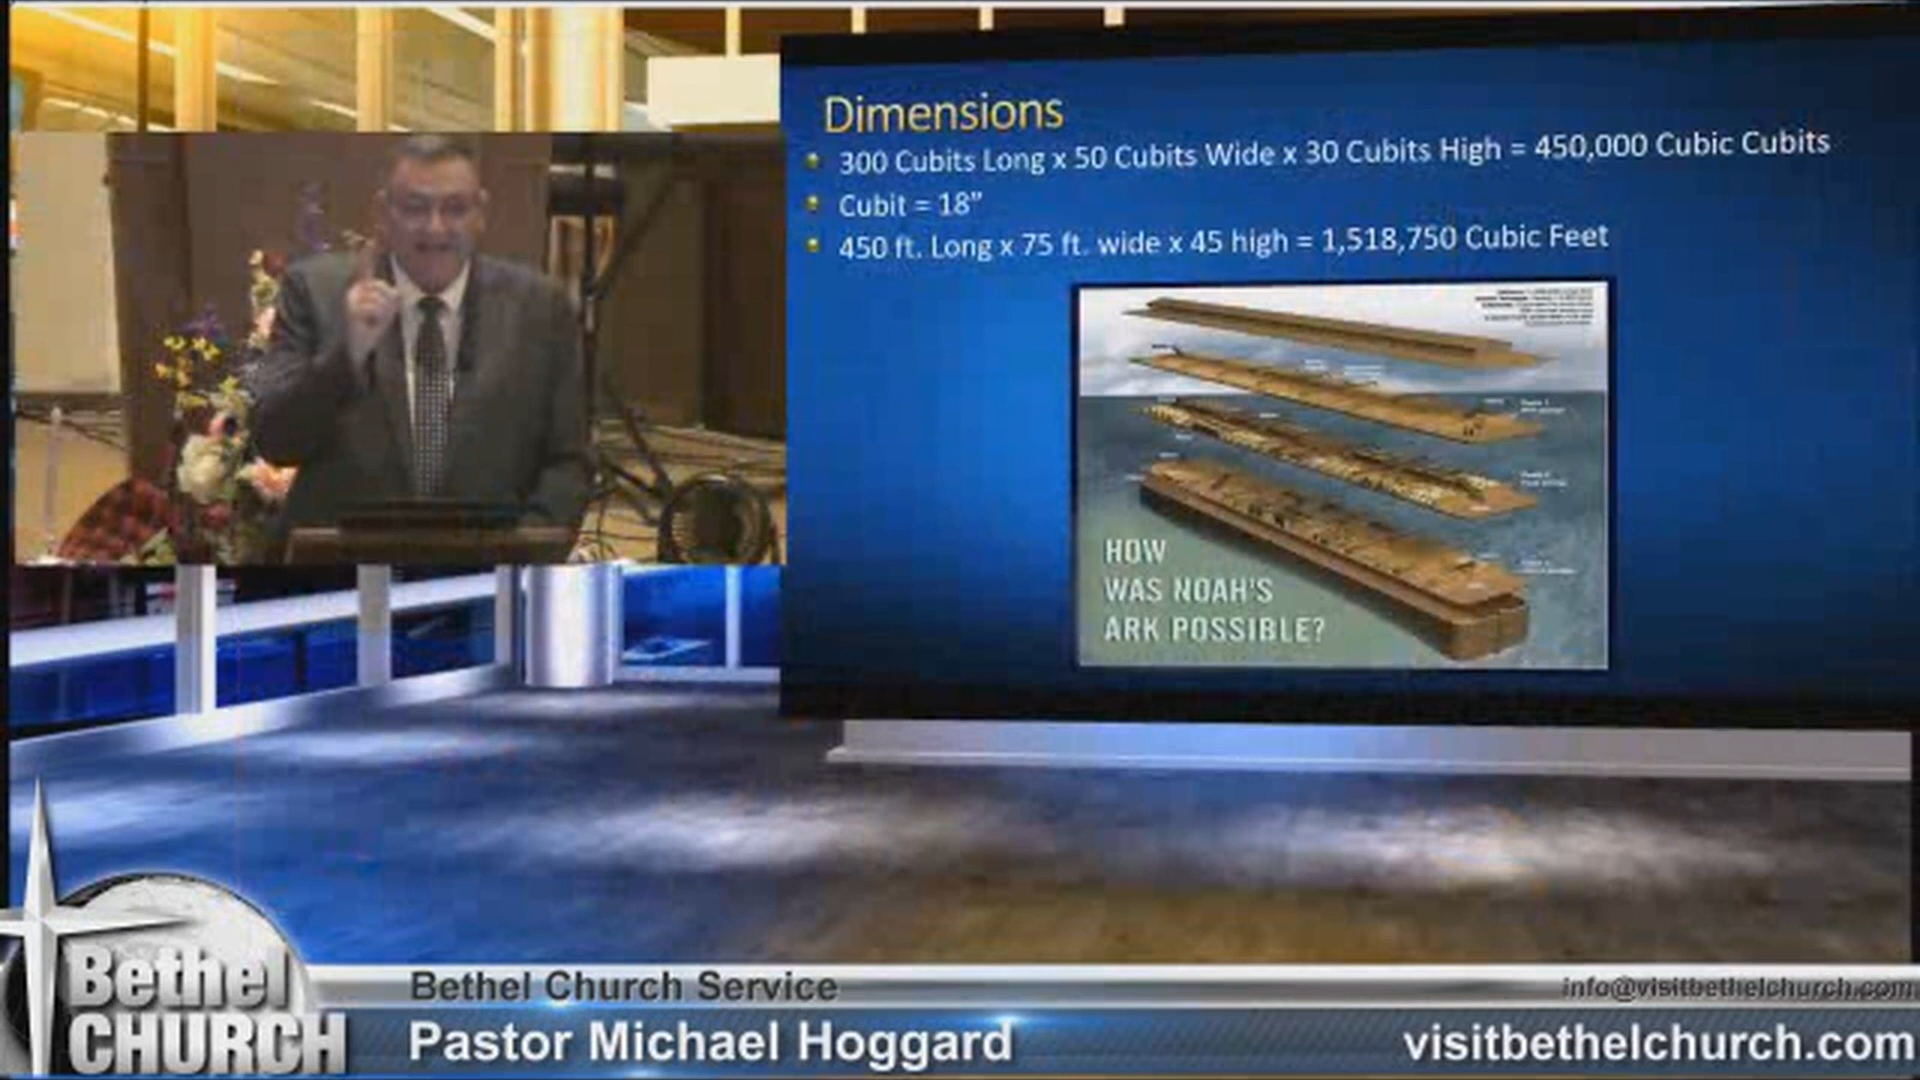 Dimensions
300 Cubits Long x 50 Cubits Wide x 30 Cubits High = 450,000 Cubic Cubits
Cubit = 18”
450 ft. Long x 75 ft. wide x 45 high = 1,518,750 Cubic Feet
HOW
WAS NOAH'S
ARK POSSIBLE?
Bethel
CHURCH
Bethel Church Service
info@visitbethelchurch.com
Pastor Michael Hoggard
visitbethelchurch.com